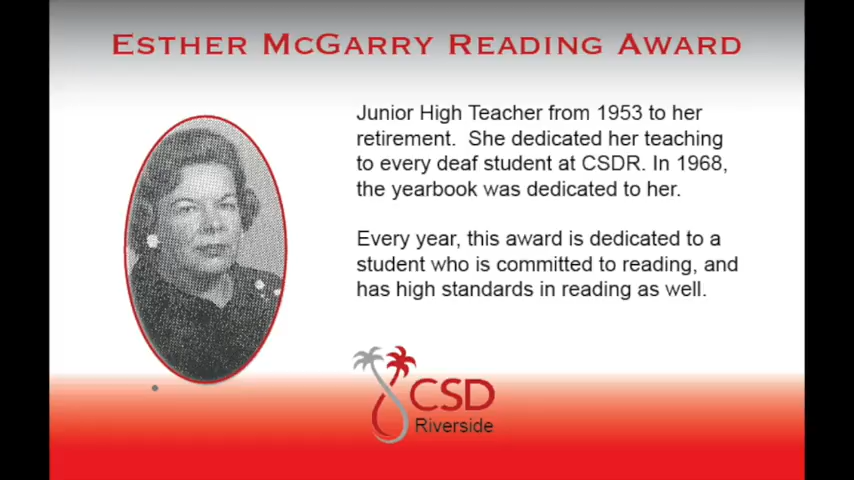 ESTHER MCGARRY READING AWARD
Junior High Teacher from 1953 to her
retirement.  She dedicated her teaching
to every deaf student at CSDR. In 1968,
the yearbook was dedicated to her.
Every year, this award is dedicated to a
student who is committed to reading, and
has high standards in reading as well.
CSD
Riverside